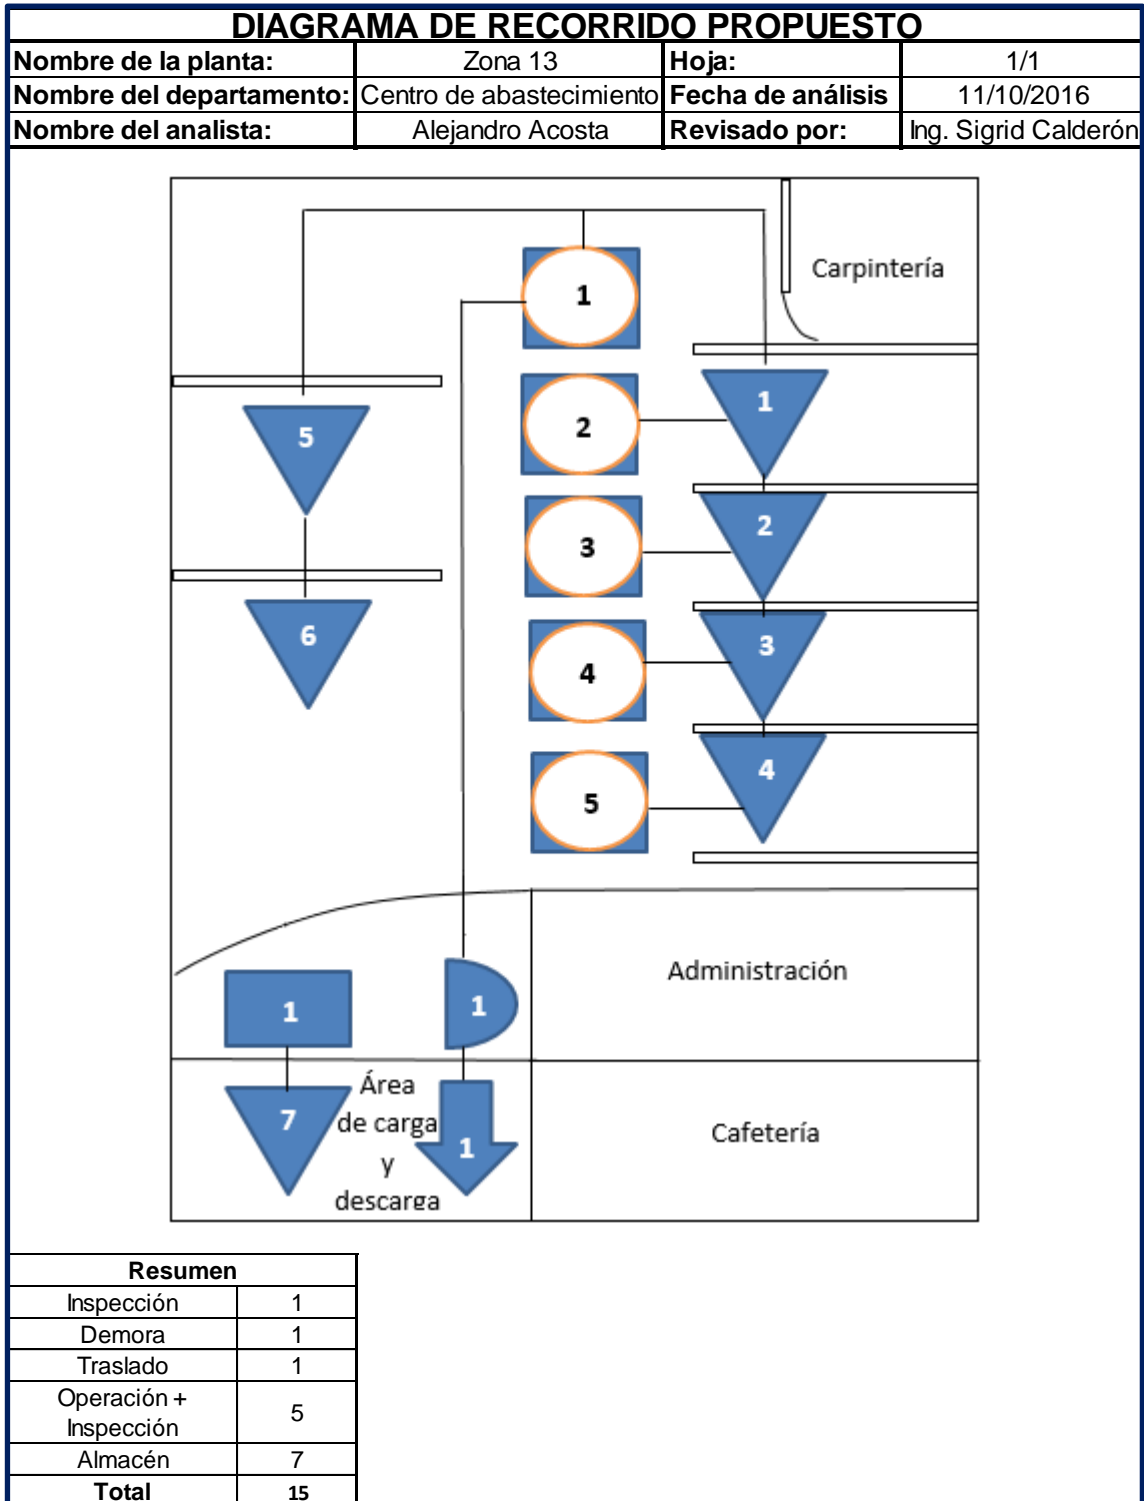 DIAGRAMA DE RECORRIDO PROPUESTO
Nombre de la planta: Zona 13 Hoja: 1/1
Nombre del departamento: Centro de abastecimiento Fecha de análisis 11/10/2016
Nombre del analista: Alejandro Acosta Revisado por: Ing. Sigrid Calderón
Carpintería
1
1
2
5
2
3
3
6
4
4
5
Administración
1
1
Área
de carga
y
descarga
7
1
Cafetería
Resumen
Inspección 1
Demora 1
Traslado 1
Operación +
Inspección 5
Almacén 7
Total 15